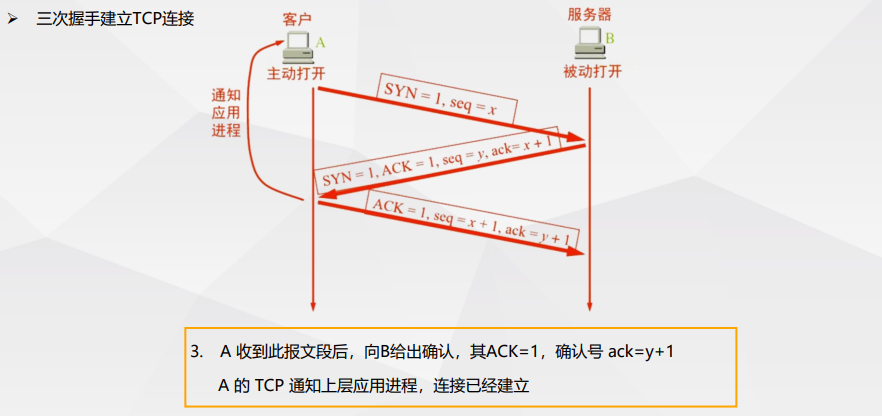 ➢ 三次握手建立TCP连接
客户
A
主动打开
服务器
B
被动打开
通知
应用
进程
SYN = 1, seq = x
SYN = 1, ACK = 1, seq = y, ack= x + 1
ACK = 1, seq = x + 1, ack = y + 1
3. A 收到此报文段后，向B给出确认，其ACK=1，确认号 ack=y+1
A 的 TCP 通知上层应用进程，连接已经建立